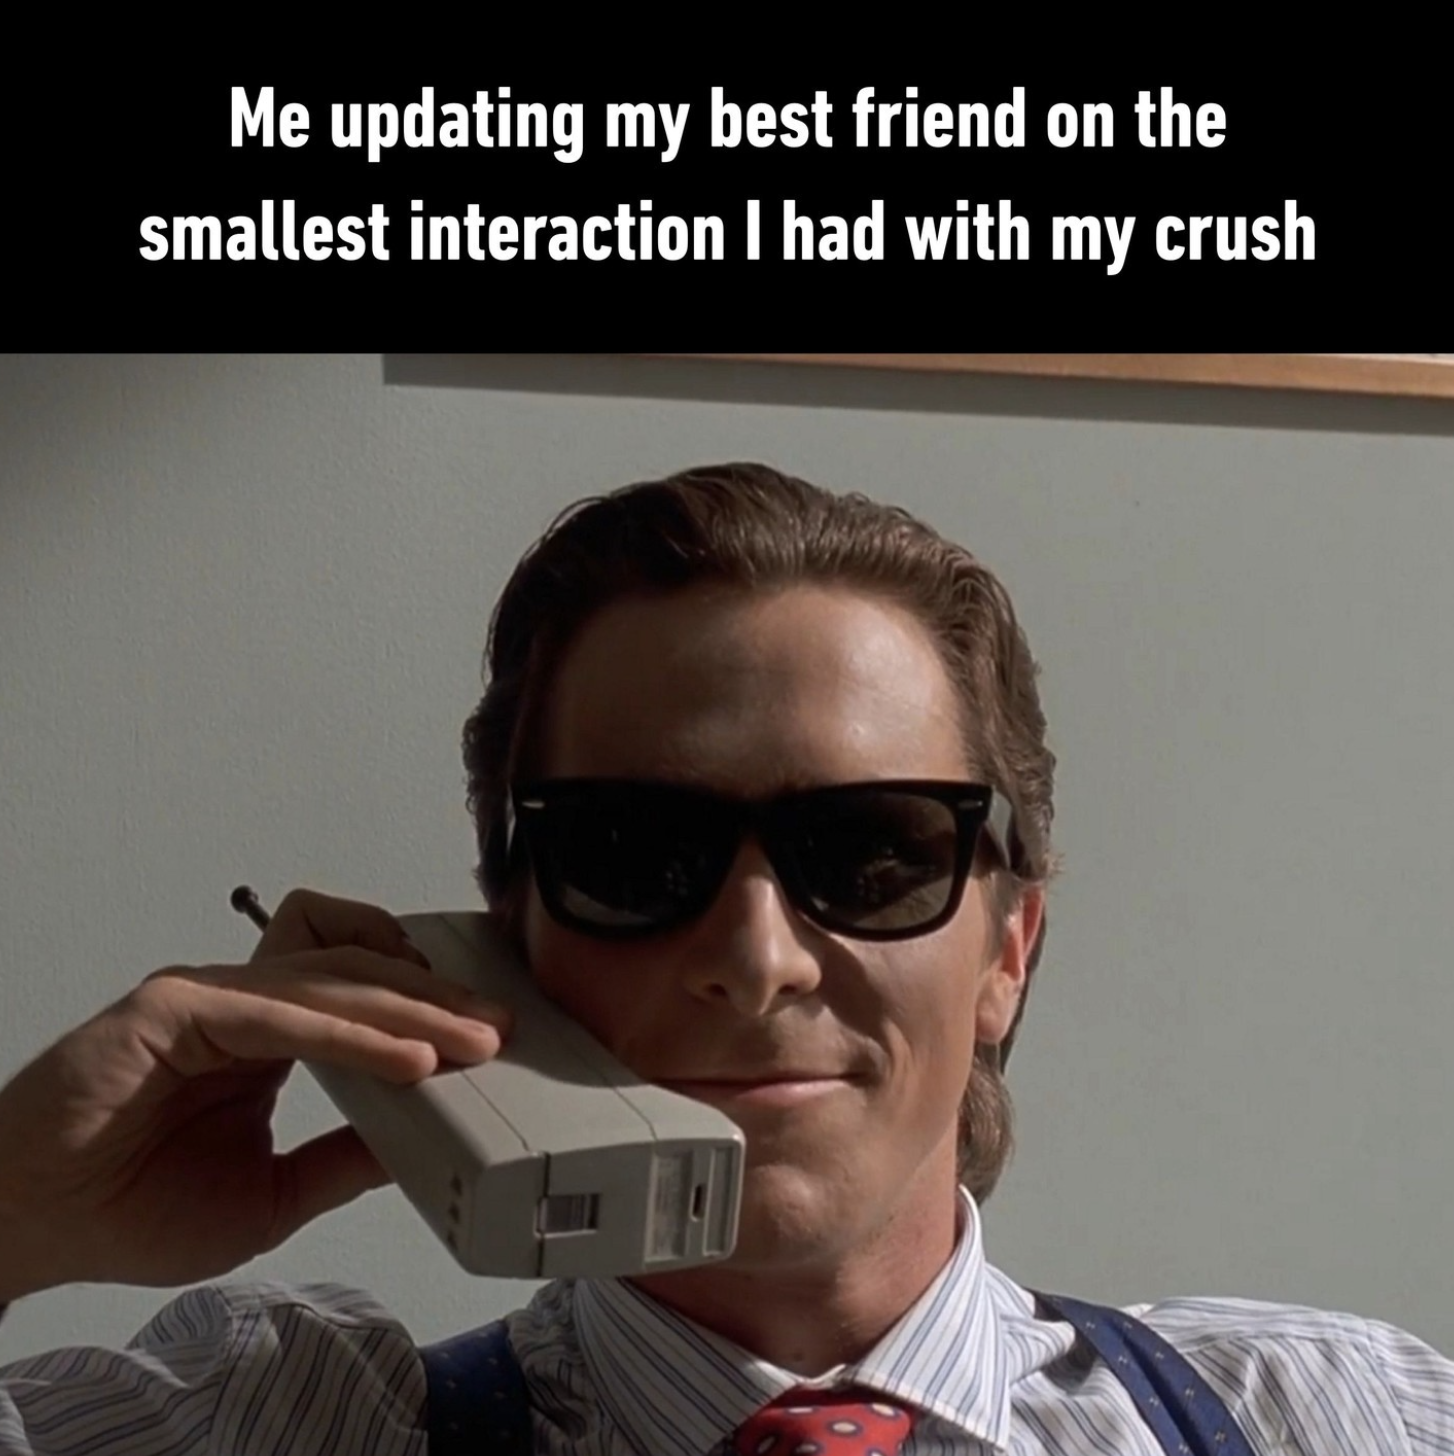 Me updating my best friend on the
smallest interaction I had with my crush